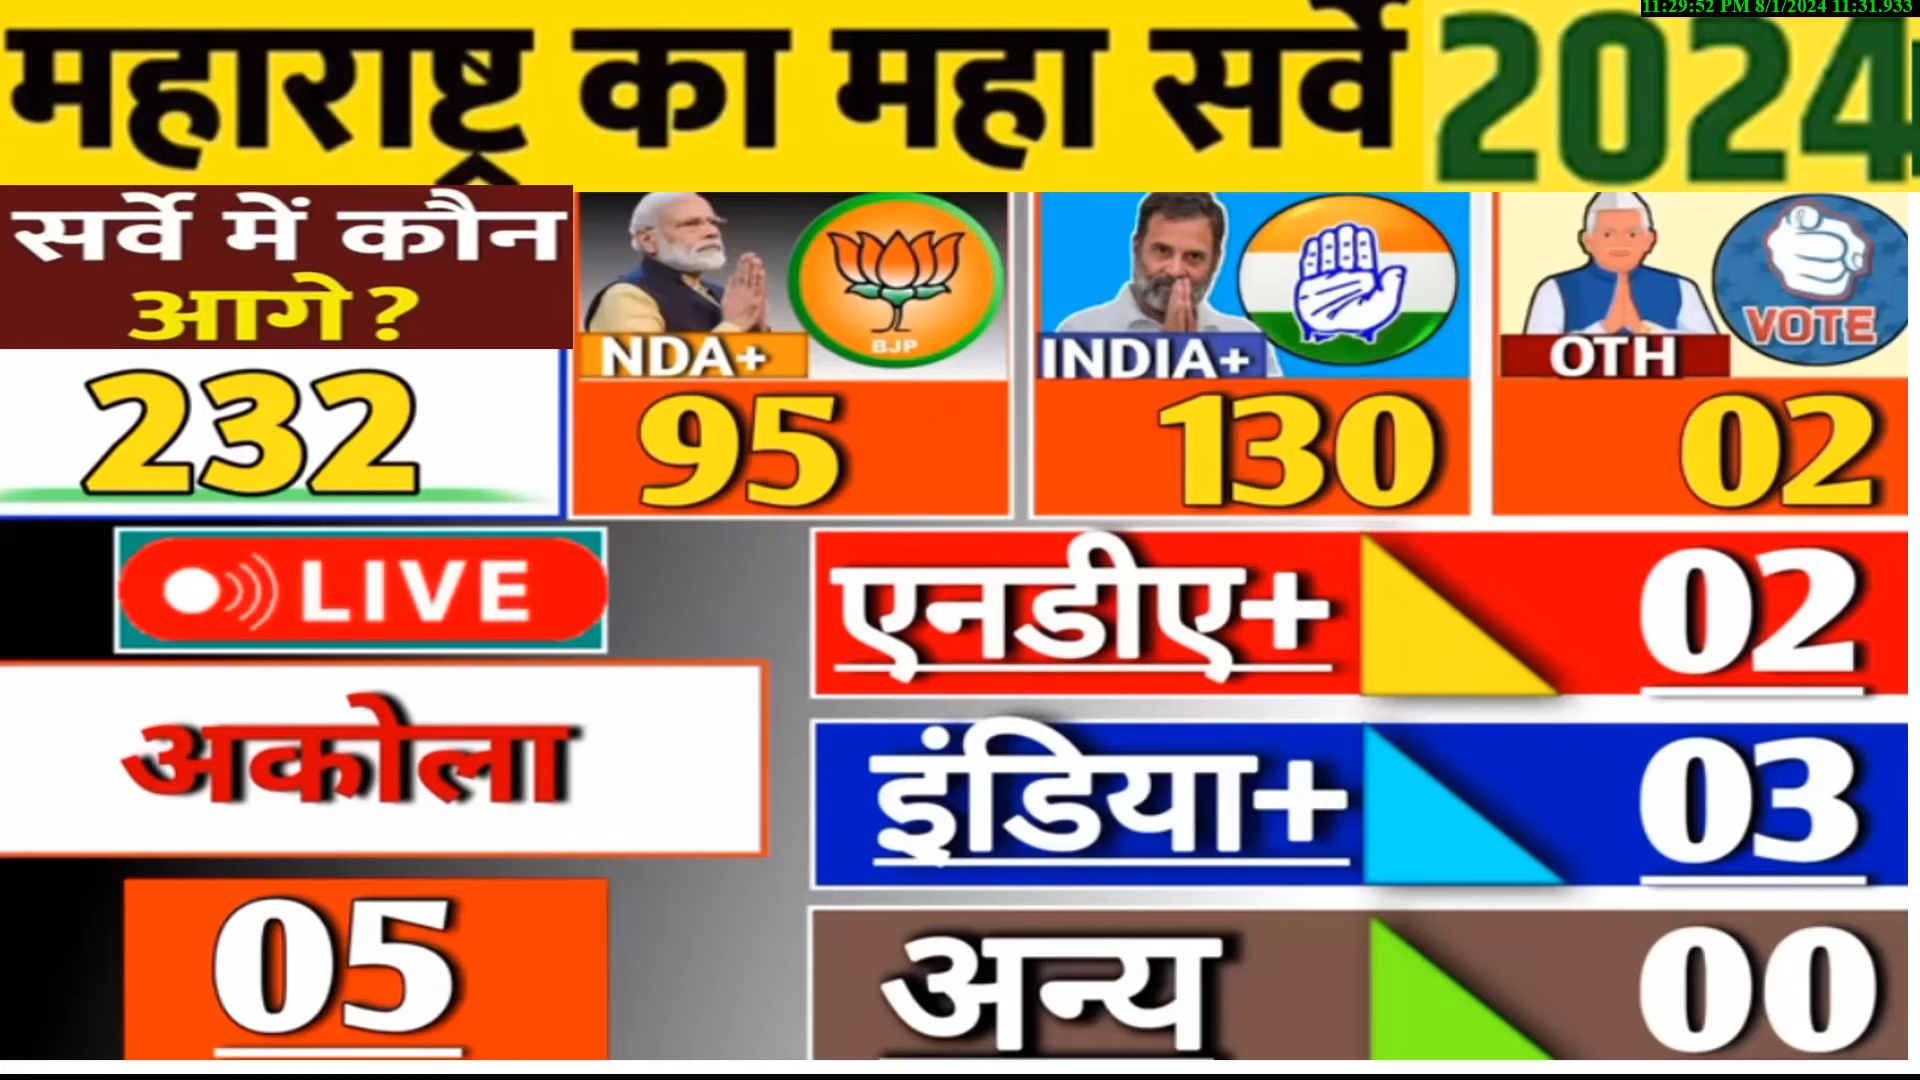 11:29:52 PM 8/1/2024 11:31.933
महाराष्ट्र का महा सर्वे 2024
सर्वे में कौन
आगे?
232
BJP
NDA+
95
INDIA+
130
VOTE
OTH
02
LIVE
अकोला
05
एनडीए+ 02
इंडिया+ 03
अन्य 00